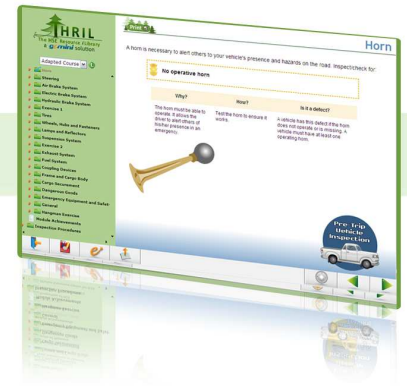 Print
THRIL
The HSE Resource Library
a gemini solution
Adapted Course
Horn
Horn
Steering
Air Brake System
Electric Brake System
Hydraulic Brake System
Exercise 1
Tires
Wheels, Hubs and Fasteners
Lamps and Reflectors
Suspension System
Exercise 2
Exhaust System
Fuel System
Coupling Devices
Frame and Cargo Body
Cargo Securement
Dangerous Goods
Emergency Equipment and Safet
General
Hangman Exercise
Module Achievements
Inspection Procedures
A horn is necessary to alert others to your vehicle's presence and hazards on the road. Inspect/check for:
No operative horn
Why?
How?
Is it a defect?
The horn must be able to
operate. It allows the
driver to alert others of
his/her presence in an
emergency.
Test the horn to ensure it
works.
A vehicle has this defect if the horn
does not operate or is missing. A
vehicle must have at least one
operating horn.
Pre Trip
Vehicle
Inspection